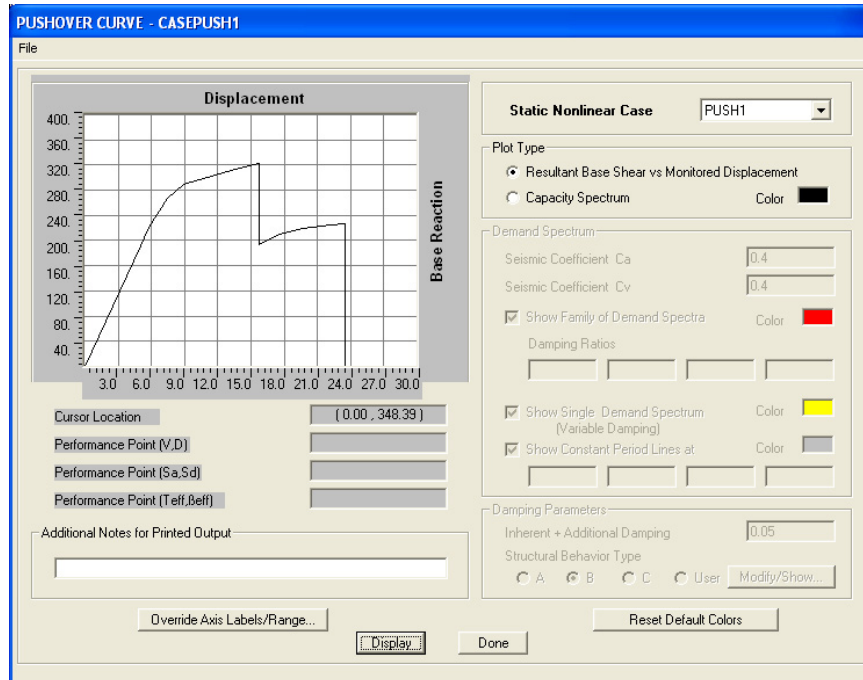 PUSHOVER CURVE - CASEPUSH1
File
Displacement
400.
360.
320.
280.
240.
200.
160.
120.
80.
40.
Base Reaction
3.0 6.0 9.0 12.0 15.0 18.0 21.0 24.0 27.0 30.0
Cursor Location ( 0.00 , 348.39 )
Performance Point (V,D)
Performance Point (Sa,Sd)
Performance Point (Teff,βeff)
Additional Notes for Printed Output
Static Nonlinear Case PUSH1
Plot Type
Resultant Base Shear vs Monitored Displacement
Capacity Spectrum Color
Demand Spectrum
Seismic Coefficient Ca 0.4
Seismic Coefficient Cv 0.4
Show Family of Demand Spectra Color
Damping Ratios
Show Single Demand Spectrum Color
(Variable Damping)
Show Constant Period Lines at Color
Damping Parameters
Inherent + Additional Damping 0.05
Structural Behavior Type
A B C User Modify/Show...
Override Axis Labels/Range... Reset Default Colors
Display Done